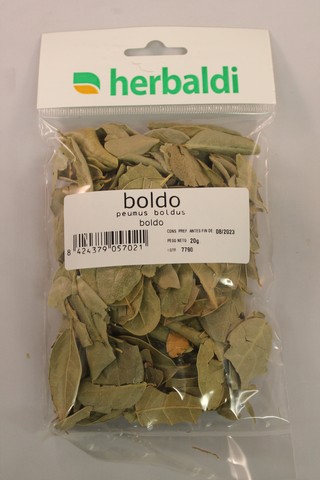 herbaldi
boldo
peumus boldus
boldo
CONS. PREF. ANTES FIN DE: 08/2023
PESO NETO: 20g
LOTE: 7790
8 424379 057021